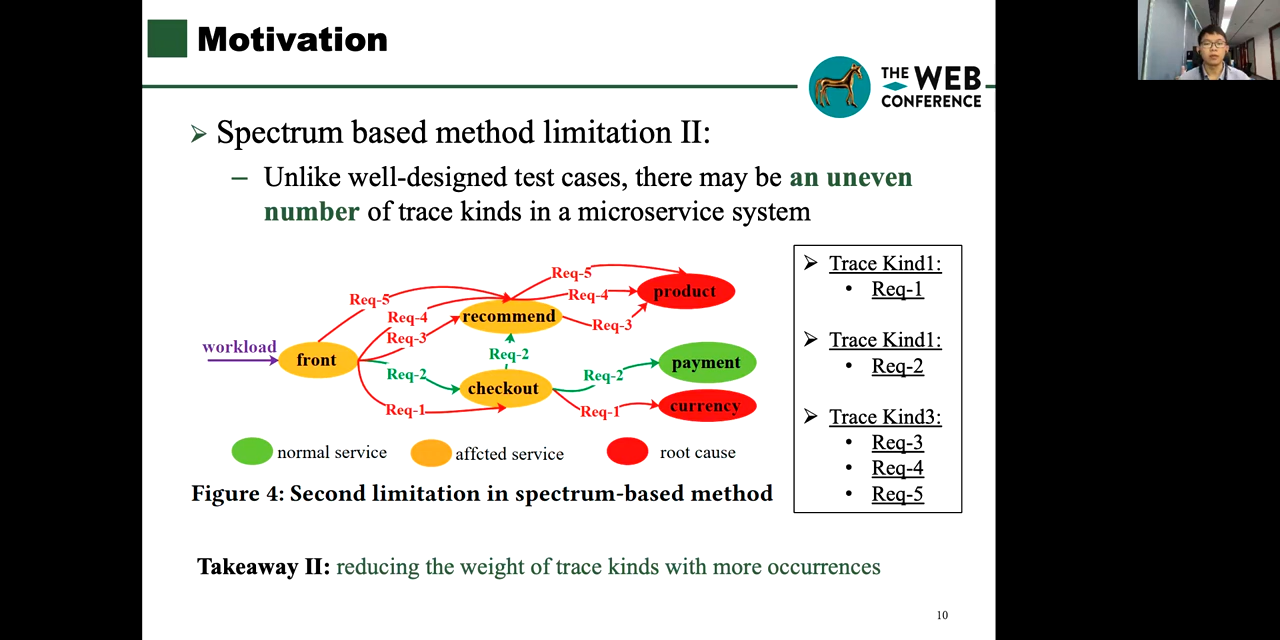 Motivation
THE WEB
CONFERENCE
➢ Spectrum based method limitation II:
– Unlike well-designed test cases, there may be an uneven
number of trace kinds in a microservice system
Req-5
Req-5
product
Req-4
Req-4
recommend
Req-3
Req-3
workload
front
Req-2
Req-2
checkout
Req-2
payment
Req-1
Req-1
currency
normal service
affcted service
root cause
Figure 4: Second limitation in spectrum-based method
➢ Trace Kind1:
• Req-1
➢ Trace Kind1:
• Req-2
➢ Trace Kind3:
• Req-3
• Req-4
• Req-5
Takeaway II: reducing the weight of trace kinds with more occurrences
10